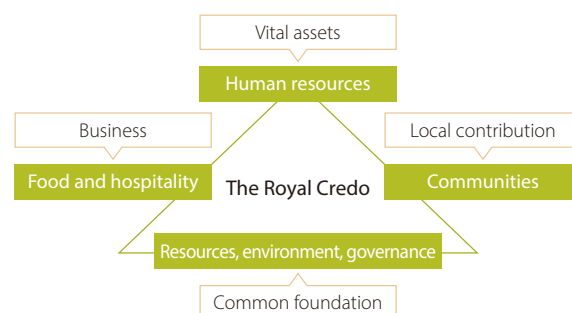 Vital assets
Human resources
Business
Local contribution
Food and hospitality
The Royal Credo
Communities
Resources, environment, governance
Common foundation